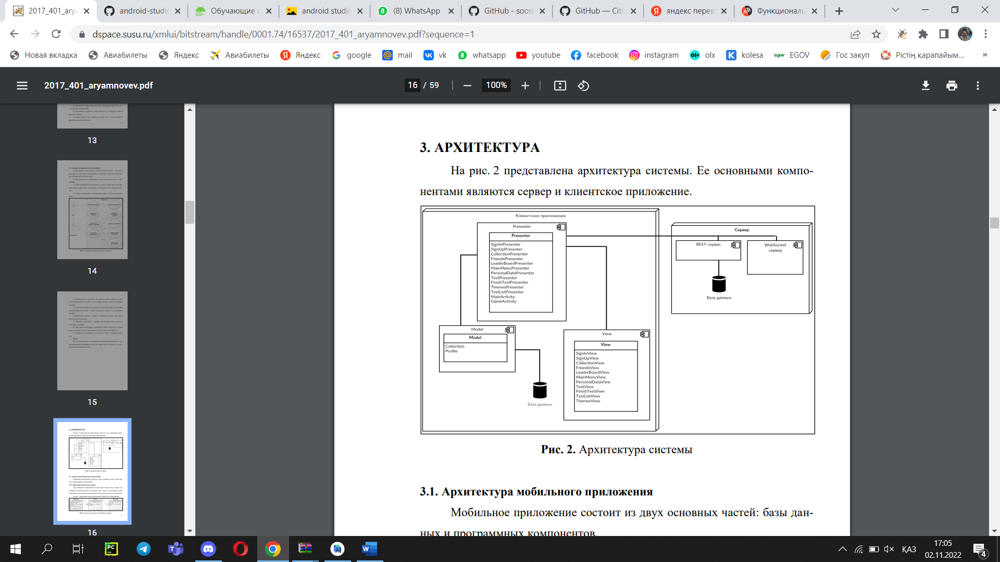 2017_401_arya
android-studio
Обучающие с
android studio
(8) WhatsApp
GitHub - soos
GitHub — Citi
яндекс перев
Функциональ
dspace.susu.ru/xmlui/bitstream/handle/0001.74/16537/2017_401_aryamnovev.pdf?sequence=1
Новая вкладка
Авиабилеты
Яндекс
Авиабилеты
Яндекс
google
mail
vk
whatsapp
youtube
facebook
instagram
olx
kolesa
EGOV
Гос закуп
Рістің қарапайым...
»
2017_401_aryamnovev.pdf
16 / 59
100%
13
14
15
16
3. АРХИТЕКТУРА
На рис. 2 представлена архитектура системы. Ее основными компо-
нентами являются сервер и клиентское приложение.
Клиентское приложение
Presenter
Presenter
SignInPresenter
SignUpPresenter
CollectionPresenter
FriendsPresenter
LeaderBoardPresenter
MainMenuPresenter
PersonalDataPresenter
TestPresenter
FinishTestPresenter
ThemesPresenter
TestListPresenter
MainActivity
GameActivity
Сервер
REST-сервис
WebSocket
сервер
База данных
Model
Model
Collection
Profile
База данных
View
View
SignInView
SignUpView
CollectionView
FriendsView
LeaderBoardView
MainMenuView
PersonalDataView
TestView
FinishTestView
TestListView
ThemesView
Рис. 2. Архитектура системы
3.1. Архитектура мобильного приложения
Мобильное приложение состоит из двух основных частей: базы дан-
ных и программных компонентов.
ҚАЗ
17:05
02.11.2022
4